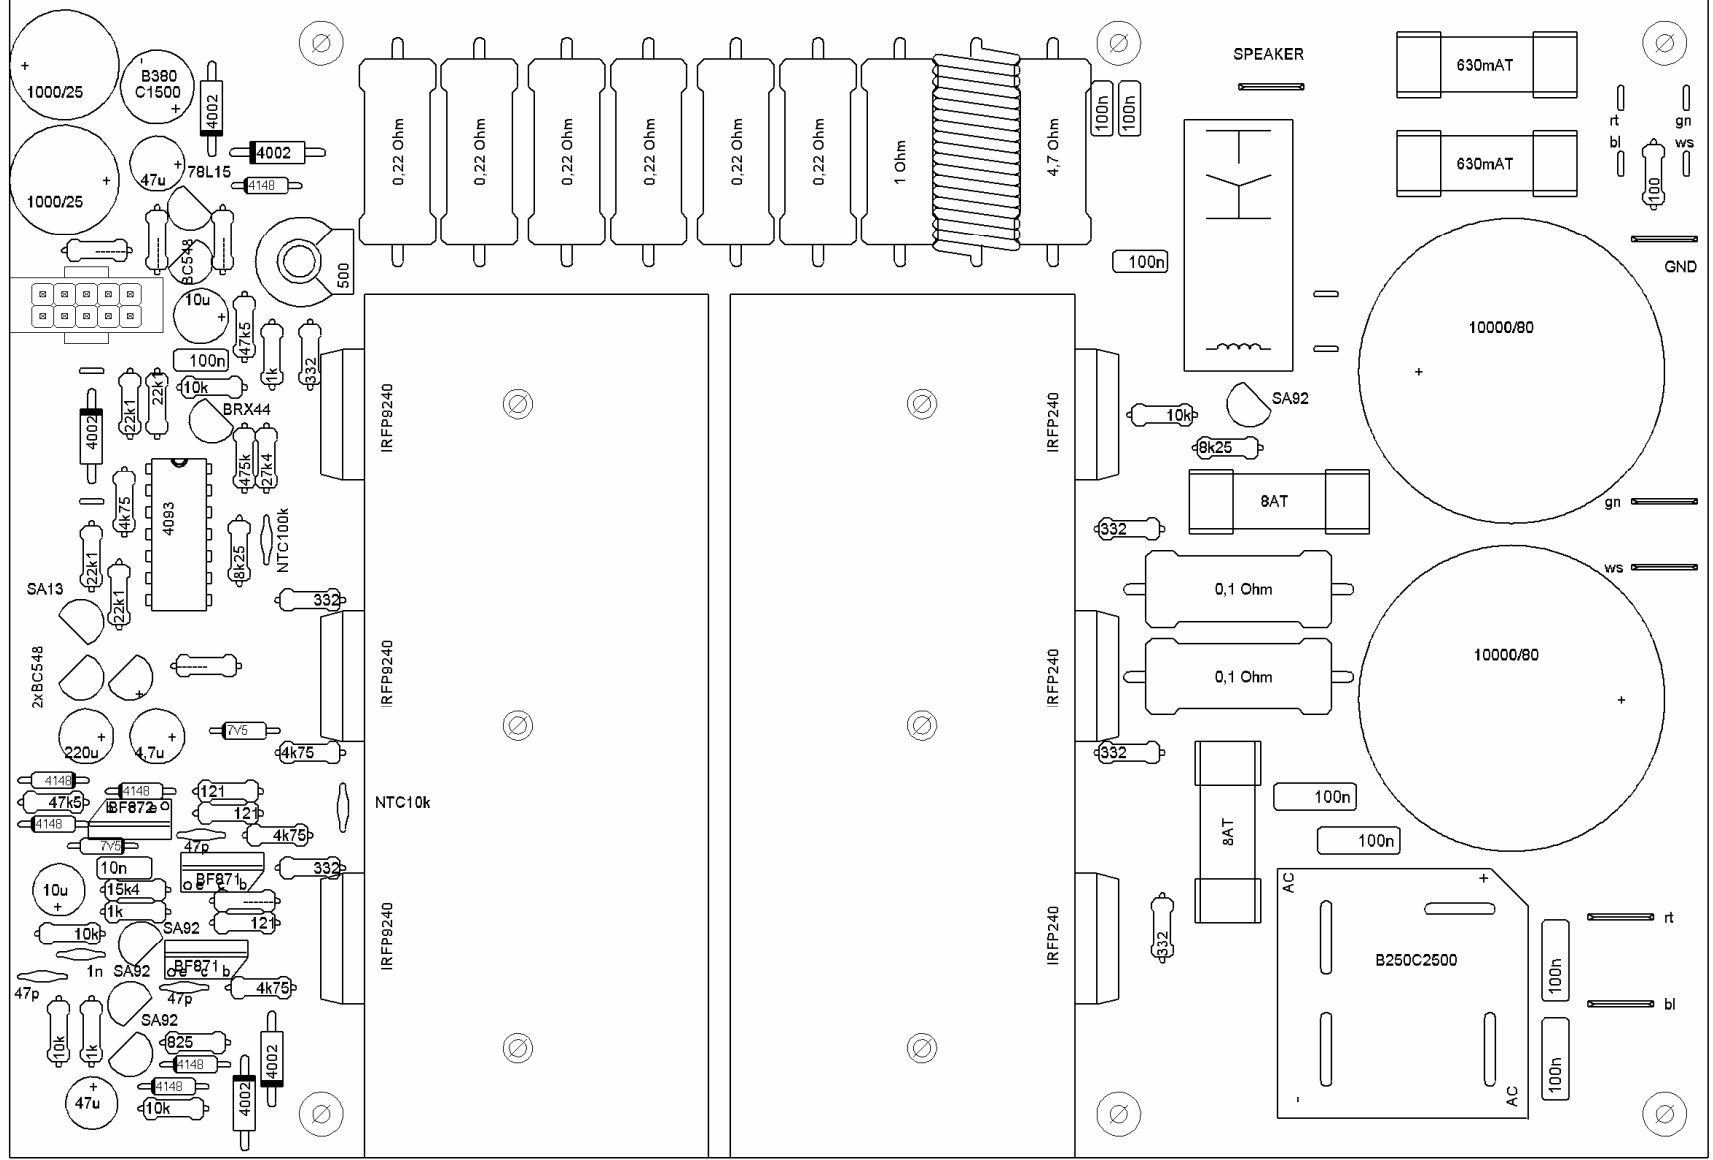 1000/25
B380
C1500
4002
4002
47u
78L15
4148
1000/25
BC548
500
10u
47k5
1k
332
100n
10k
22k1
22k1
BRX44
4002
475k
27k4
4k75
4093
NTC100k
8k25
22k1
22k1
SA13
332
2xBC548
220u
4,7u
7V5
4k75
4148
4148
47k5
BF872
4148
121
121
4k75
NTC10k
47p
7V5
10n
BF871
332
10u
15k4
1k
121
10k
SA92
1n
SA92
BF871
47p
47p
4k75
SA92
10k
1k
825
4148
4002
4148
4002
47u
10k
0,22 Ohm
0,22 Ohm
0,22 Ohm
0,22 Ohm
0,22 Ohm
0,22 Ohm
1 Ohm
4,7 Ohm
100n
100n
100n
IRFP9240
IRFP9240
IRFP9240
IRFP240
IRFP240
IRFP240
SPEAKER
630mAT
630mAT
rt
gn
bl
ws
100
GND
10000/80
SA92
10k
8k25
8AT
gn
332
0,1 Ohm
ws
0,1 Ohm
10000/80
332
8AT
100n
100n
332
AC
B250C2500
AC
rt
100n
bl
100n